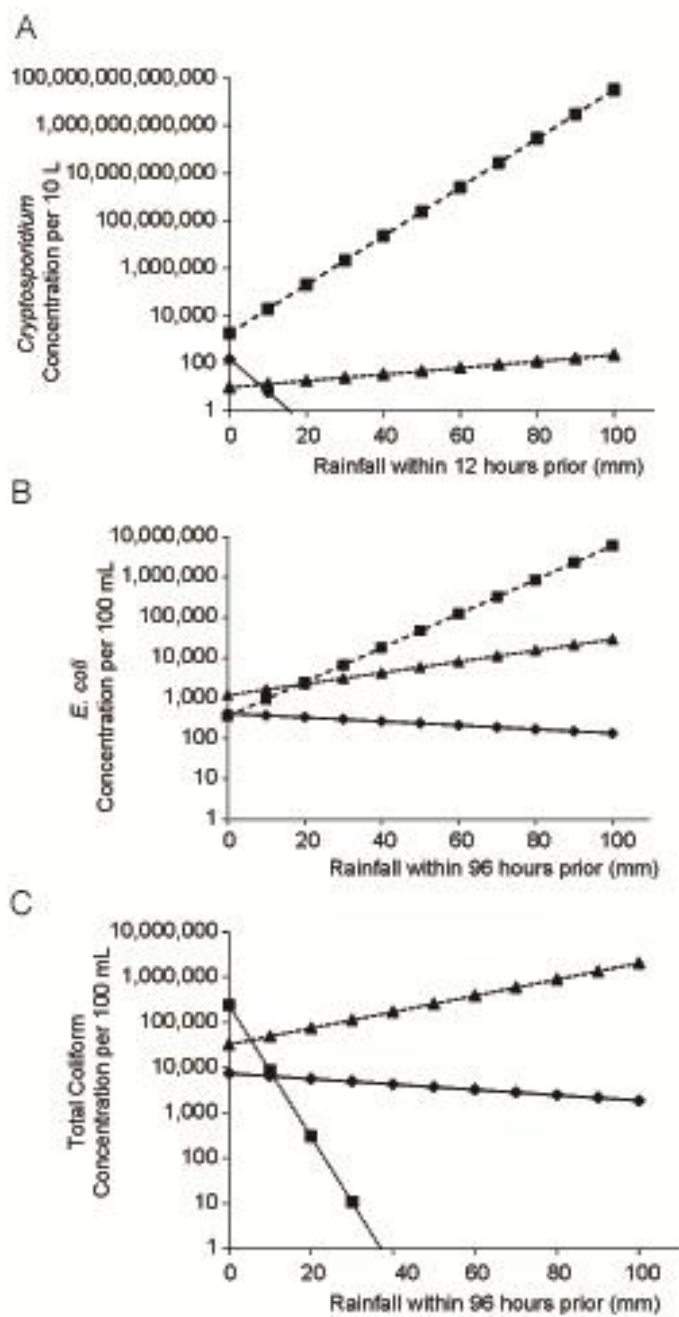 A
100,000,000,000,000
1,000,000,000,000
10,000,000,000
100,000,000
1,000,000
10,000
100
1
Cryptosporidium
Concentration per 10 L
0 20 40 60 80 100
Rainfall within 12 hours prior (mm)
B
10,000,000
1,000,000
100,000
10,000
1,000
100
10
1
E. coli
Concentration per 100 mL
0 20 40 60 80 100
Rainfall within 96 hours prior (mm)
C
10,000,000
1,000,000
100,000
10,000
1,000
100
10
1
Total Coliform
Concentration per 100 mL
0 20 40 60 80 100
Rainfall within 96 hours prior (mm)